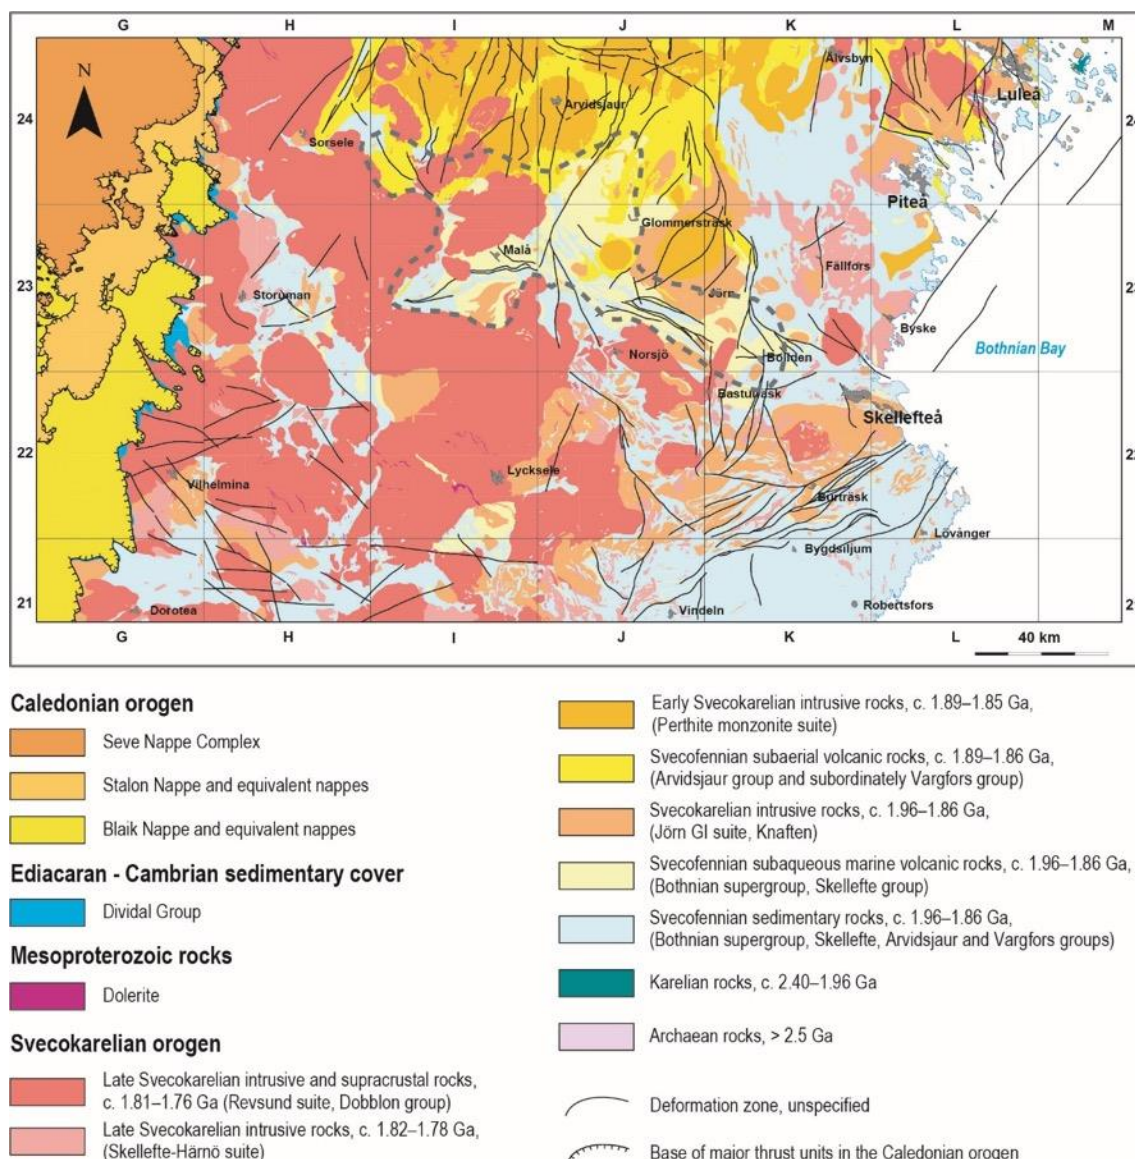 G H I J K L M
N
24
Älvsbyn
Luleå
Arvidsjaur
24
Sorsele
Piteå
Glommersträsk
Malå
Fällfors
23
Storuman
Jörn
23
Byske
Bothnian Bay
Norsjö
Boliden
Bastuträsk
Skellefteå
22
Lycksele
22
Vilhelmina
Burträsk
Lövånger
Bygdsiljum
21
Dorotea
Vindeln
Robertsfors
21
G H I J K L 40 km
Caledonian orogen
Seve Nappe Complex
Stalon Nappe and equivalent nappes
Blaik Nappe and equivalent nappes
Ediacaran - Cambrian sedimentary cover
Dividal Group
Mesoproterozoic rocks
Dolerite
Svecokarelian orogen
Late Svecokarelian intrusive and supracrustal rocks,
c. 1.81–1.76 Ga (Revsund suite, Dobblon group)
Late Svecokarelian intrusive rocks, c. 1.82–1.78 Ga,
(Skellefte-Härnö suite)
Early Svecokarelian intrusive rocks, c. 1.89–1.85 Ga,
(Perthite monzonite suite)
Svecofennian subaerial volcanic rocks, c. 1.89–1.86 Ga,
(Arvidsjaur group and subordinately Vargfors group)
Svecokarelian intrusive rocks, c. 1.96–1.86 Ga,
(Jörn GI suite, Knaften)
Svecofennian subaqueous marine volcanic rocks, c. 1.96–1.86 Ga,
(Bothnian supergroup, Skellefte group)
Svecofennian sedimentary rocks, c. 1.96–1.86 Ga,
(Bothnian supergroup, Skellefte, Arvidsjaur and Vargfors groups)
Karelian rocks, c. 2.40–1.96 Ga
Archaean rocks, > 2.5 Ga
Deformation zone, unspecified
Base of major thrust units in the Caledonian orogen